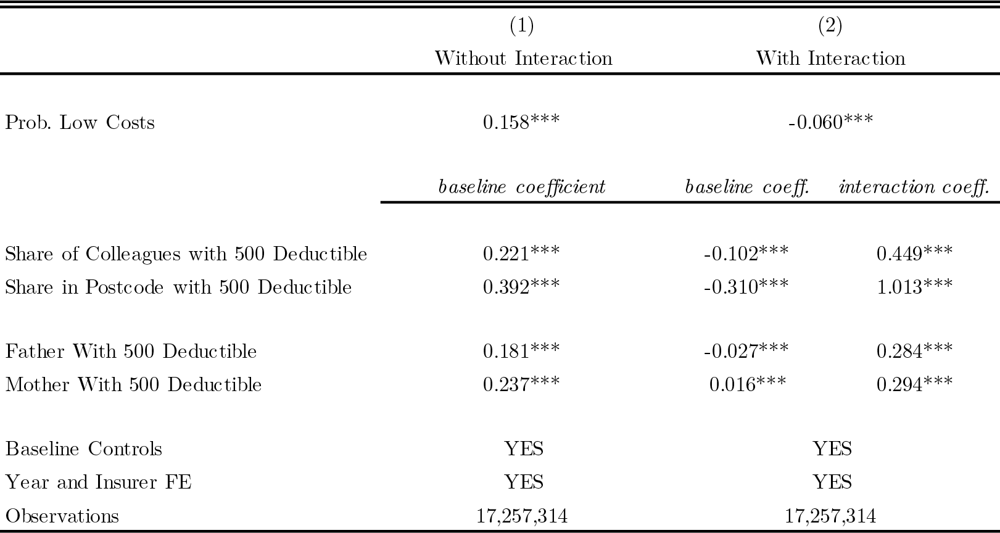 (1) (2)
Without Interaction With Interaction
Prob. Low Costs 0.158*** -0.060***
baseline coefficient baseline coeff. interaction coeff.
Share of Colleagues with 500 Deductible 0.221*** -0.102*** 0.449***
Share in Postcode with 500 Deductible 0.392*** -0.310*** 1.013***
Father With 500 Deductible 0.181*** -0.027*** 0.284***
Mother With 500 Deductible 0.237*** 0.016*** 0.294***
Baseline Controls YES YES
Year and Insurer FE YES YES
Observations 17,257,314 17,257,314